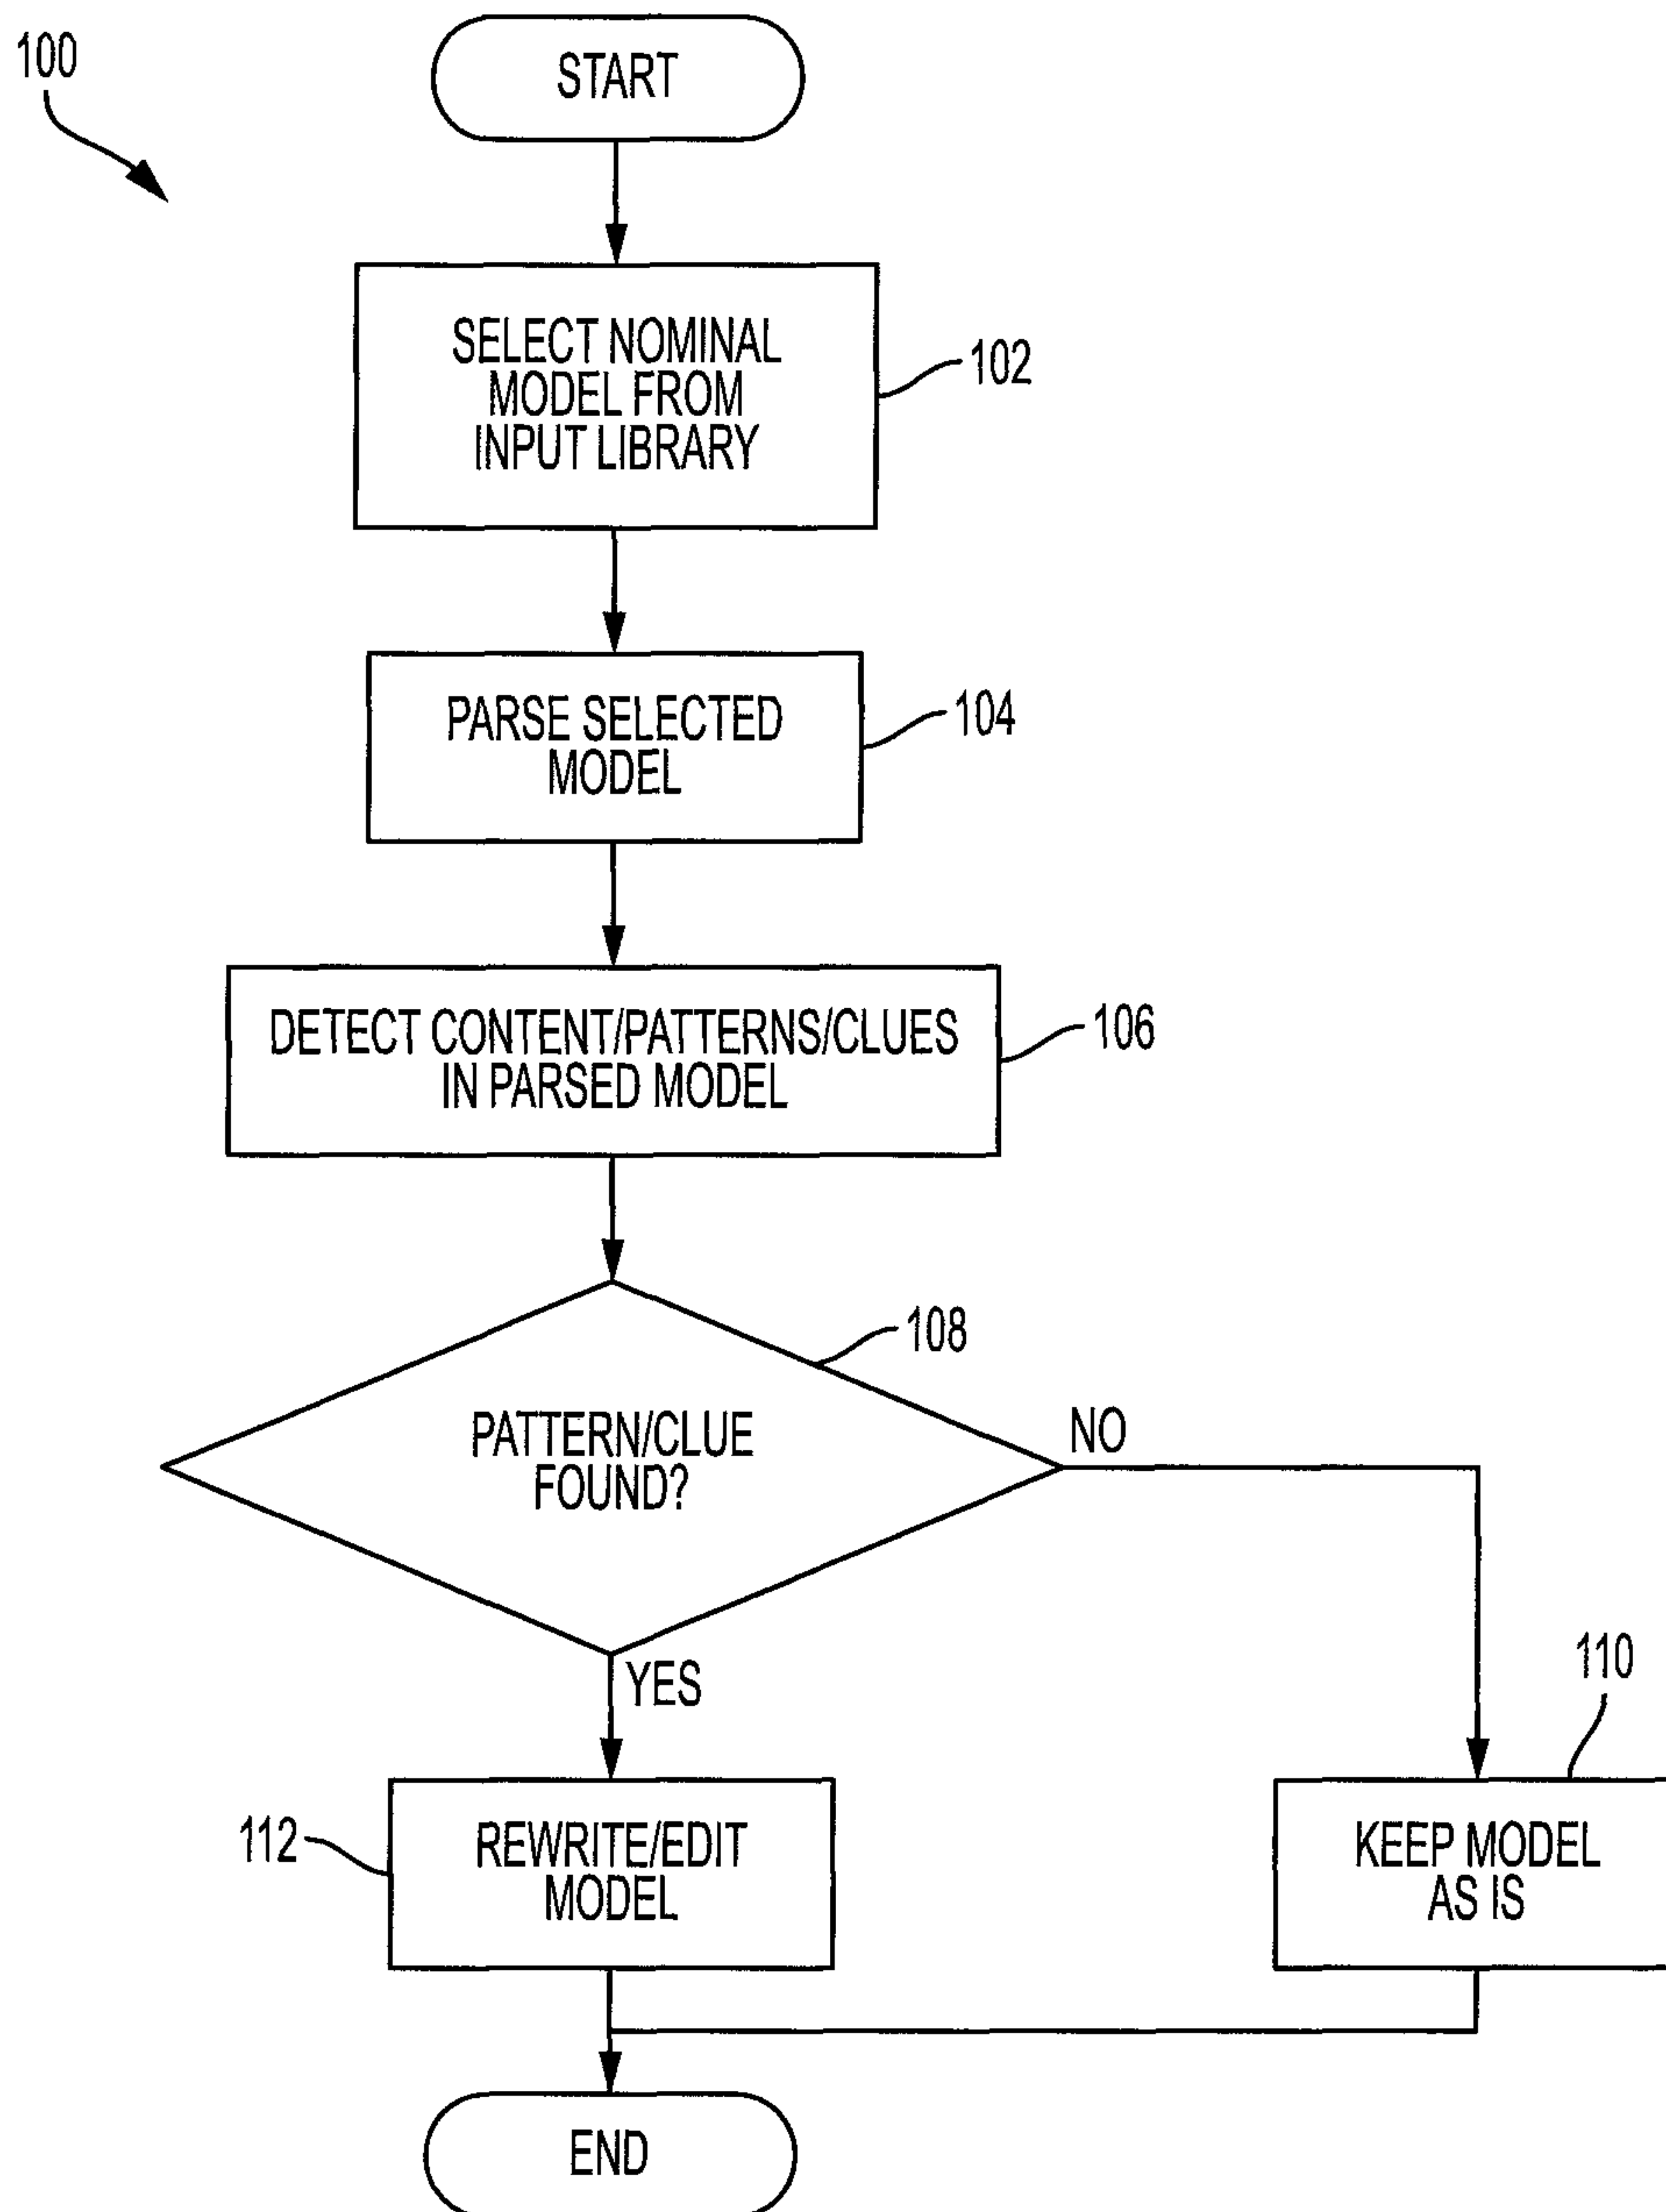 100
START
SELECT NOMINAL
MODEL FROM
INPUT LIBRARY
102
PARSE SELECTED
MODEL
104
DETECT CONTENT/PATTERNS/CLUES
IN PARSED MODEL
106
108
PATTERN/CLUE
FOUND?
NO
YES
110
112
REWRITE/EDIT
MODEL
KEEP MODEL
AS IS
END